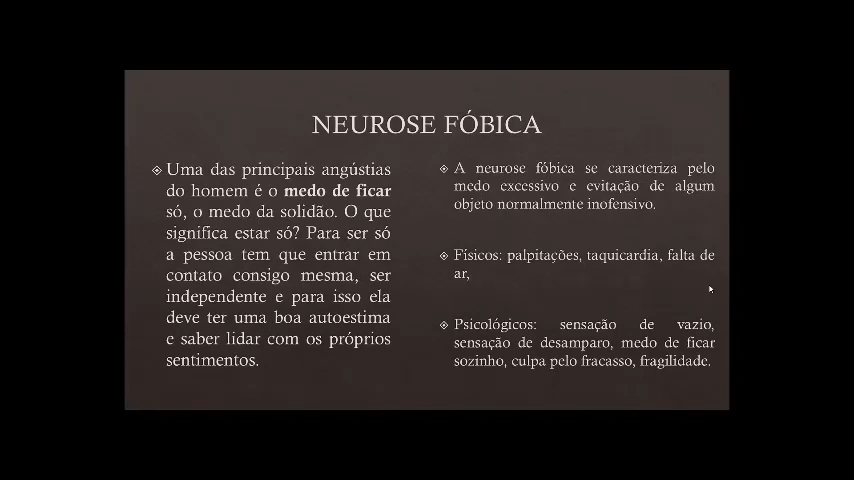 NEUROSE FÓBICA
Uma das principais angústias
do homem é o medo de ficar
só, o medo da solidão. O que
significa estar só? Para ser só
a pessoa tem que entrar em
contato consigo mesma, ser
independente e para isso ela
deve ter uma boa autoestima
e saber lidar com os próprios
sentimentos.
A neurose fóbica se caracteriza pelo
medo excessivo e evitação de algum
objeto normalmente inofensivo.
Físicos: palpitações, taquicardia, falta de
ar,
Psicológicos: sensação de vazio,
sensação de desamparo, medo de ficar
sozinho, culpa pelo fracasso, fragilidade.